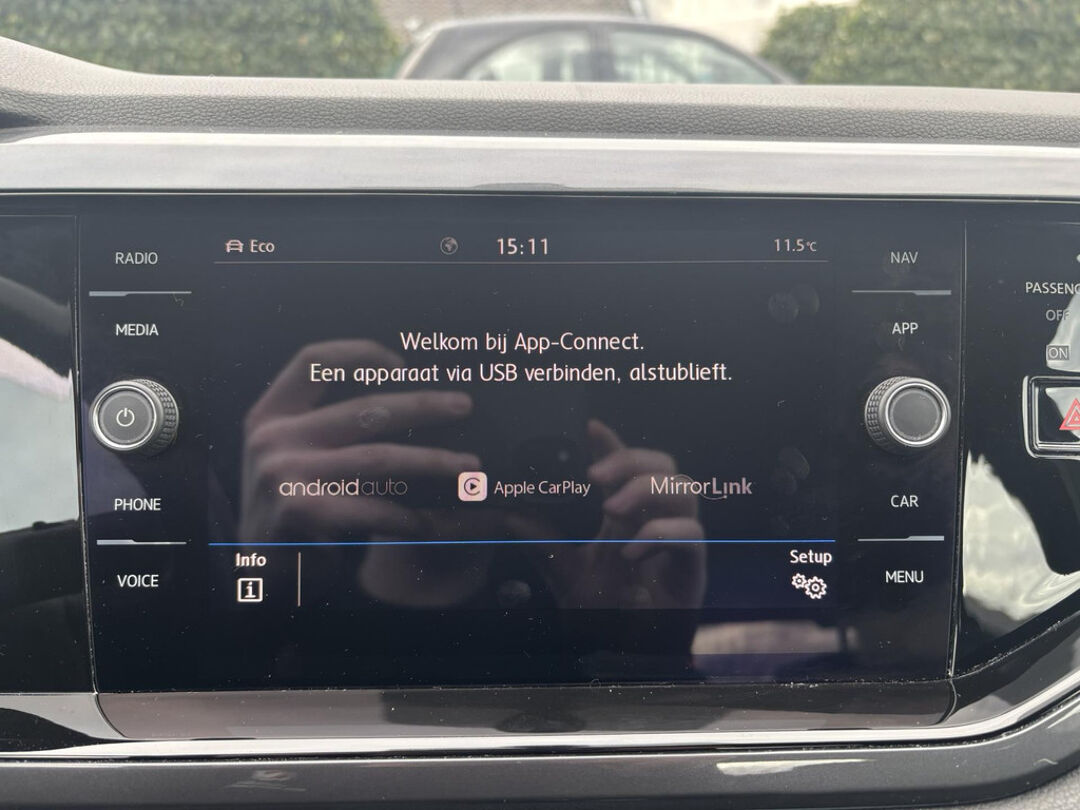 Eco
15:11
11.5°C
RADIO
MEDIA
PHONE
VOICE
Welkom bij App-Connect.
Een apparaat via USB verbinden, alstublieft.
androidauto
Apple CarPlay
MirrorLink
Info
i
Setup
NAV
APP
CAR
MENU
OFF
ON